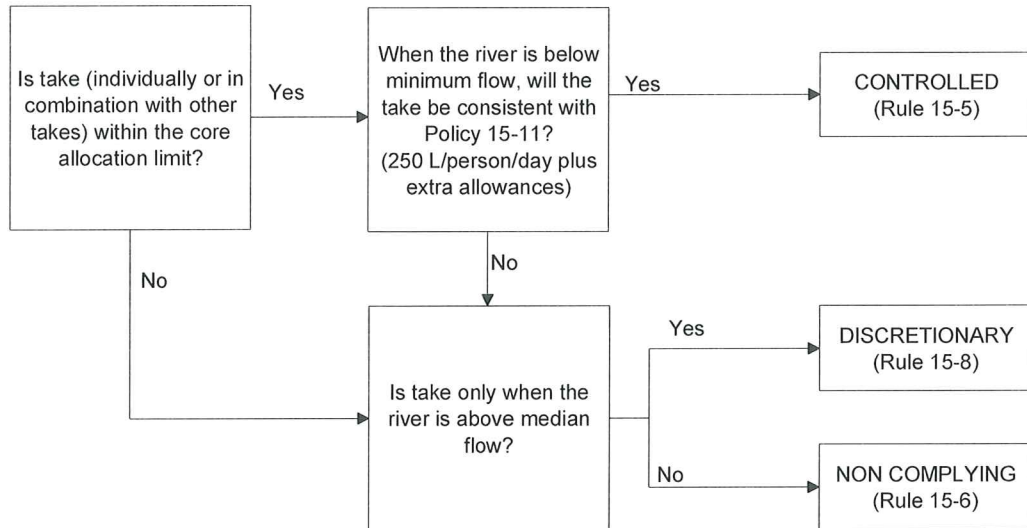 Is take (individually or in
combination with other
takes) within the core
allocation limit?
Yes
When the river is below
minimum flow, will the
take be consistent with
Policy 15-11?
(250 L/person/day plus
extra allowances)
Yes
CONTROLLED
(Rule 15-5)
No
No
Is take only when the
river is above median
flow?
Yes
DISCRETIONARY
(Rule 15-8)
No
NON COMPLYING
(Rule 15-6)